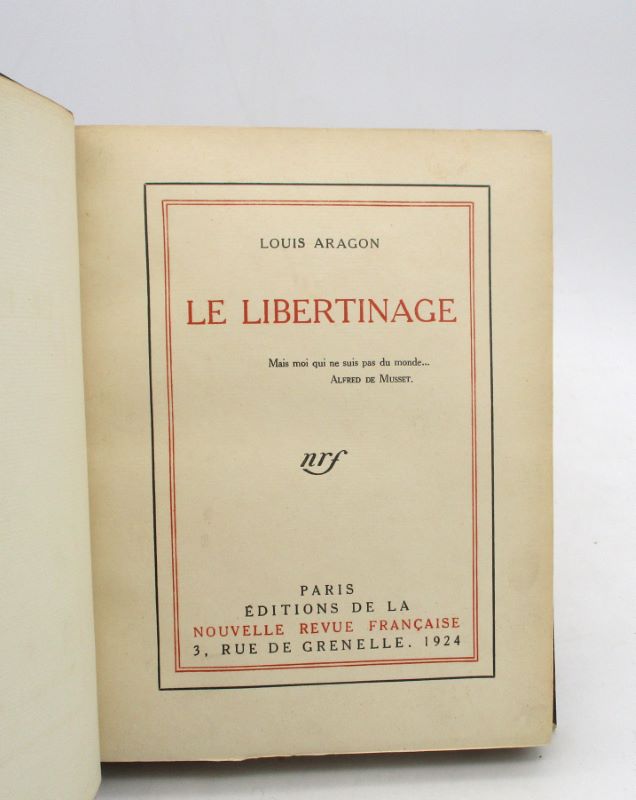 LOUIS ARAGON
LE LIBERTINAGE
Mais moi qui ne suis pas du monde...
ALFRED DE MUSSET.
nrf
PARIS
ÉDITIONS DE LA
NOUVELLE REVUE FRANÇAISE
3, RUE DE GRENELLE. 1924